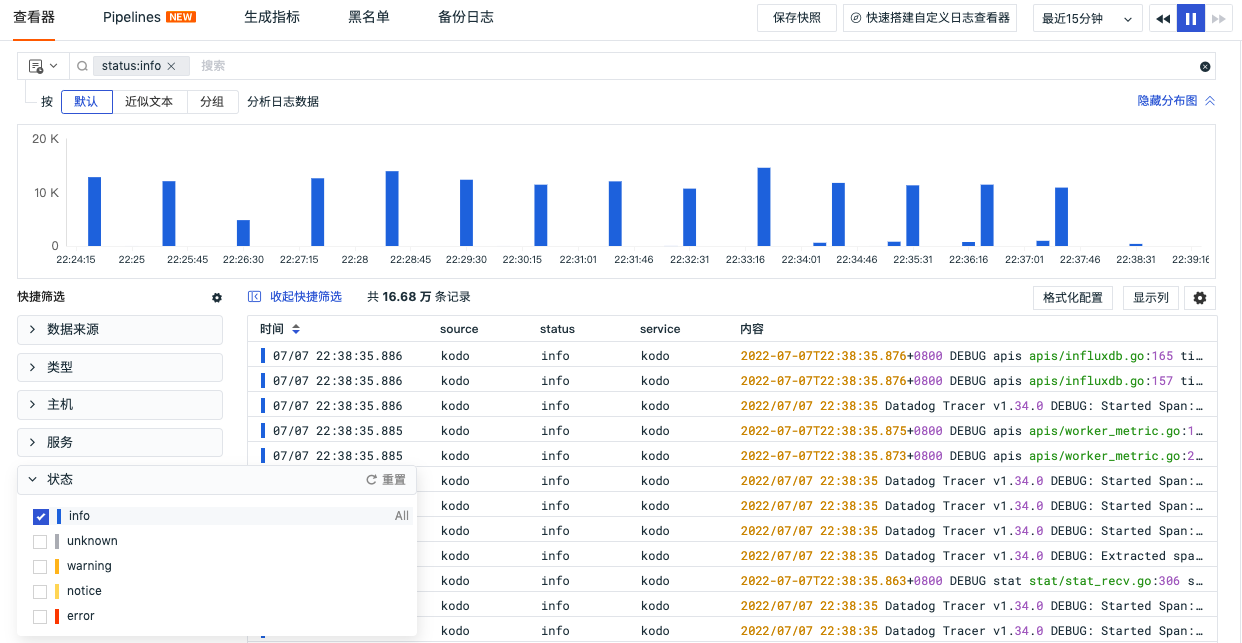 查看器 Pipelines NEW 生成指标 黑名单 备份日志 保存快照 快速搭建自定义日志查看器 最近15分钟
status:info 搜索
按 默认 近似文本 分组 分析日志数据 隐藏分布图
20 K
10 K
0
22:24:15 22:25 22:25:45 22:26:30 22:27:15 22:28 22:28:45 22:29:30 22:30:15 22:31:01 22:31:46 22:32:31 22:33:16 22:34:01 22:34:46 22:35:31 22:36:16 22:37:01 22:37:46 22:38:31 22:39:16
快捷筛选 收起快捷筛选 共 16.68 万 条记录 格式化配置 显示列
数据来源
类型
主机
服务
状态 重置
info All
unknown
warning
notice
error
时间 source status service 内容
07/07 22:38:35.886 kodo info kodo 2022-07-07T22:38:35.876+0800 DEBUG apis apis/influxdb.go:165 ti…
07/07 22:38:35.886 kodo info kodo 2022-07-07T22:38:35.876+0800 DEBUG apis apis/influxdb.go:157 ti…
07/07 22:38:35.886 kodo info kodo 2022/07/07 22:38:35 Datadog Tracer v1.34.0 DEBUG: Started Span:…
07/07 22:38:35.885 kodo info kodo 2022-07-07T22:38:35.875+0800 DEBUG apis apis/worker_metric.go:1…
07/07 22:38:35.885 kodo info kodo 2022-07-07T22:38:35.873+0800 DEBUG apis apis/worker_metric.go:2…
kodo info kodo 2022/07/07 22:38:35 Datadog Tracer v1.34.0 DEBUG: Started Span:…
kodo info kodo 2022/07/07 22:38:35 Datadog Tracer v1.34.0 DEBUG: Started Span:…
kodo info kodo 2022/07/07 22:38:35 Datadog Tracer v1.34.0 DEBUG: Started Span:…
kodo info kodo 2022/07/07 22:38:35 Datadog Tracer v1.34.0 DEBUG: Extracted spa…
kodo info kodo 2022-07-07T22:38:35.863+0800 DEBUG stat stat/stat_recv.go:306 s…
kodo info kodo 2022/07/07 22:38:35 Datadog Tracer v1.34.0 DEBUG: Started Span:…
kodo info kodo 2022/07/07 22:38:35 Datadog Tracer v1.34.0 DEBUG: Started Span:…